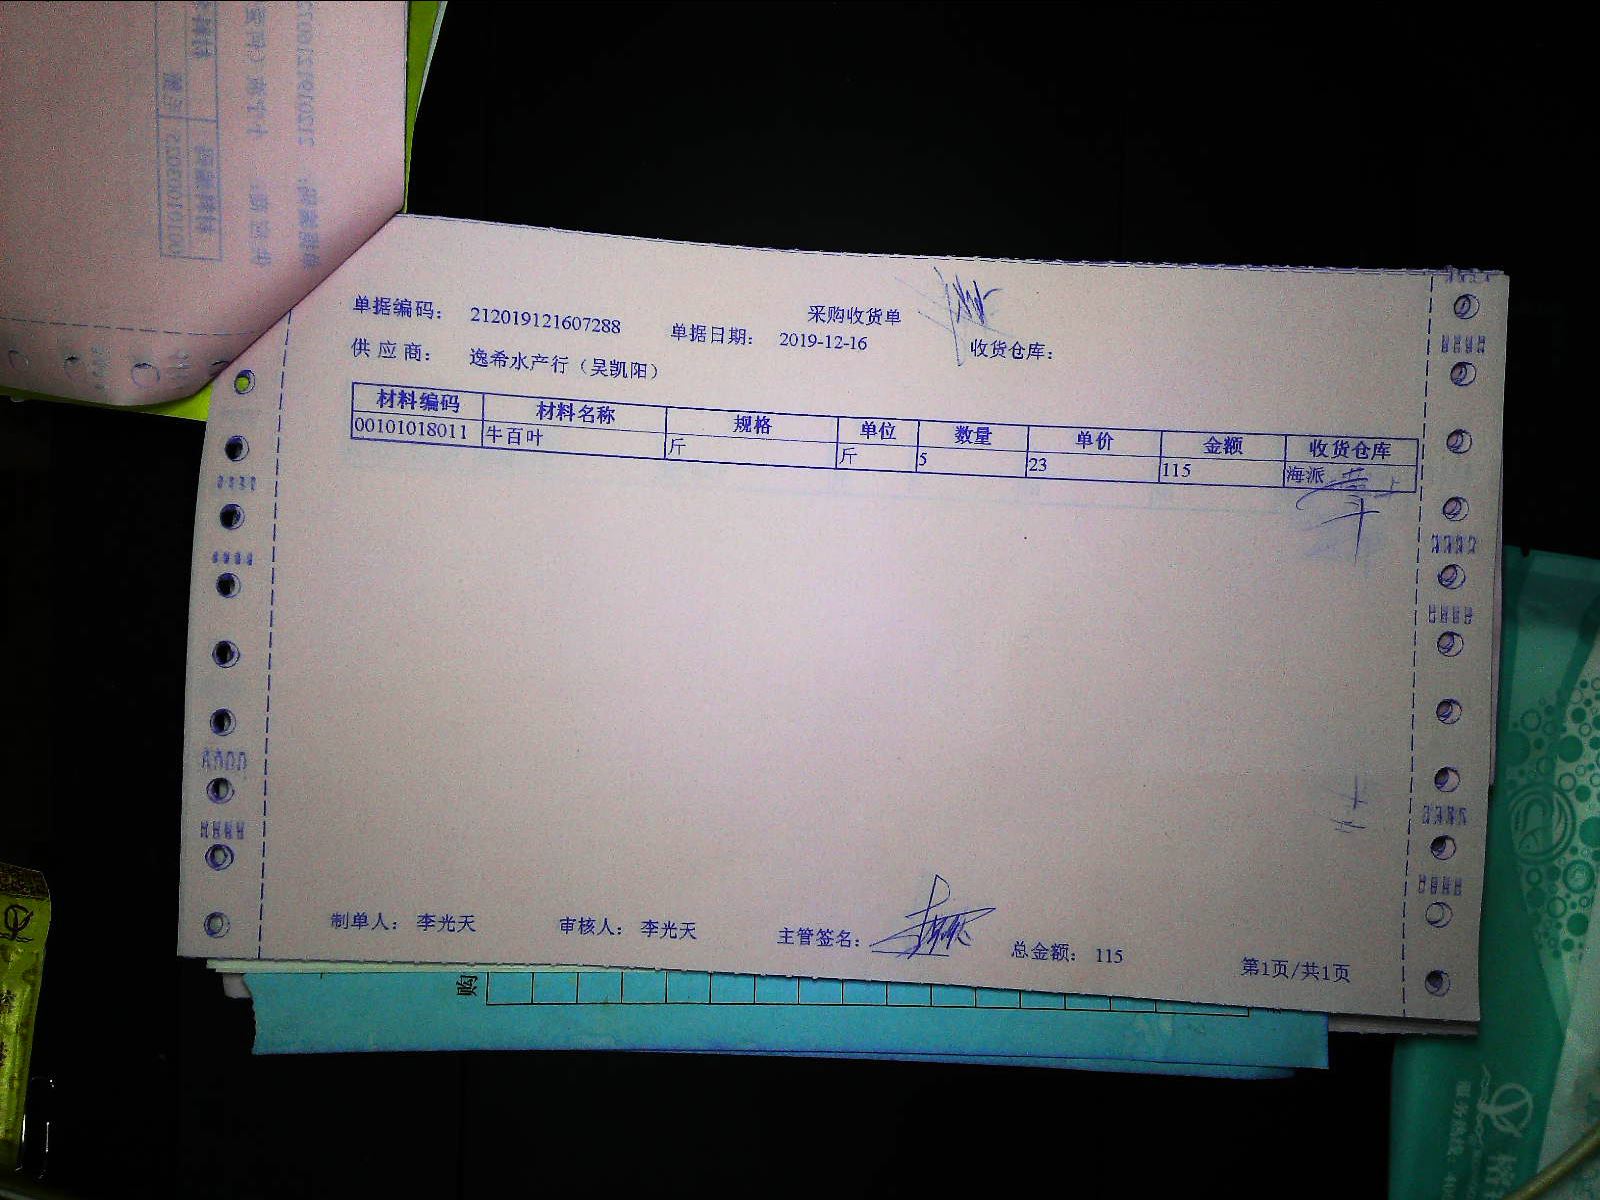 采购收货单
单据编码： 212019121607288 单据日期： 2019-12-16 收货仓库：
供应商： 逸希水产行（吴凯阳）
材料编码 材料名称 规格 单位 数量 单价 金额 收货仓库
00101018011 牛百叶 斤 斤 5 23 115 海派
制单人： 李光天 审核人： 李光天 主管签名： 总金额： 115 第1页/共1页
购